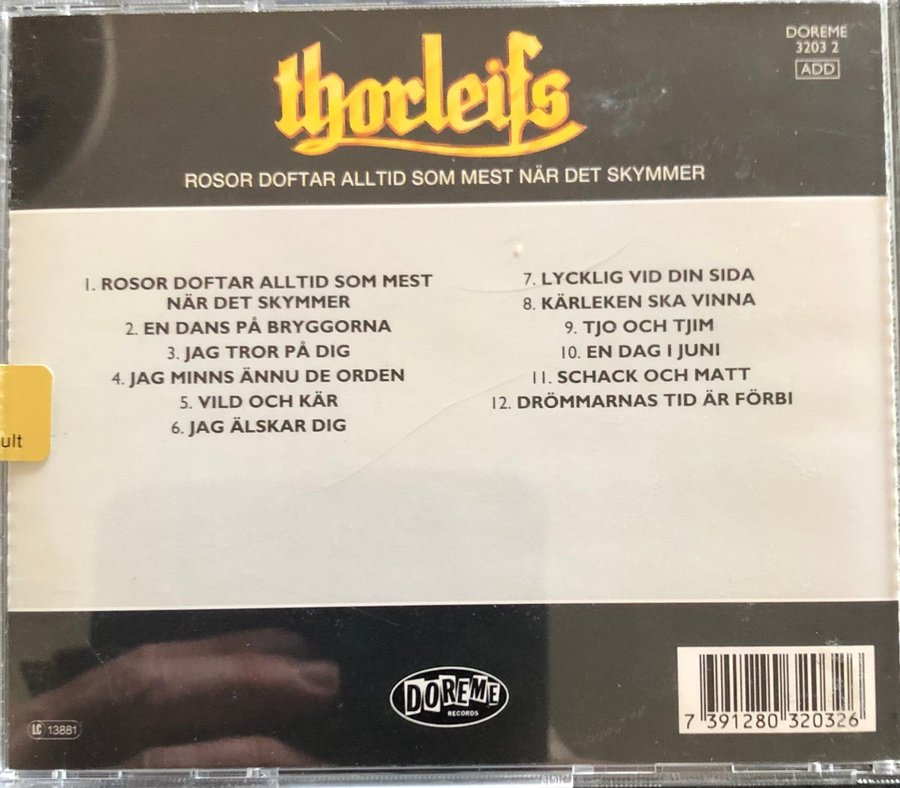 thorleifs
DOREME
3203 2
ADD
ROSOR DOFTAR ALLTID SOM MEST NÄR DET SKYMMER
1. ROSOR DOFTAR ALLTID SOM MEST
NÄR DET SKYMMER
2. EN DANS PÅ BRYGGORNA
3. JAG TROR PÅ DIG
4. JAG MINNS ÄNNU DE ORDEN
5. VILD OCH KÄR
6. JAG ÄLSKAR DIG
7. LYCKLIG VID DIN SIDA
8. KÄRLEKEN SKA VINNA
9. TJO OCH TJIM
10. EN DAG I JUNI
11. SCHACK OCH MATT
12. DRÖMMARNAS TID ÄR FÖRBI
ult
DOREME
RECORDS
LC 13881
7 391280 320326